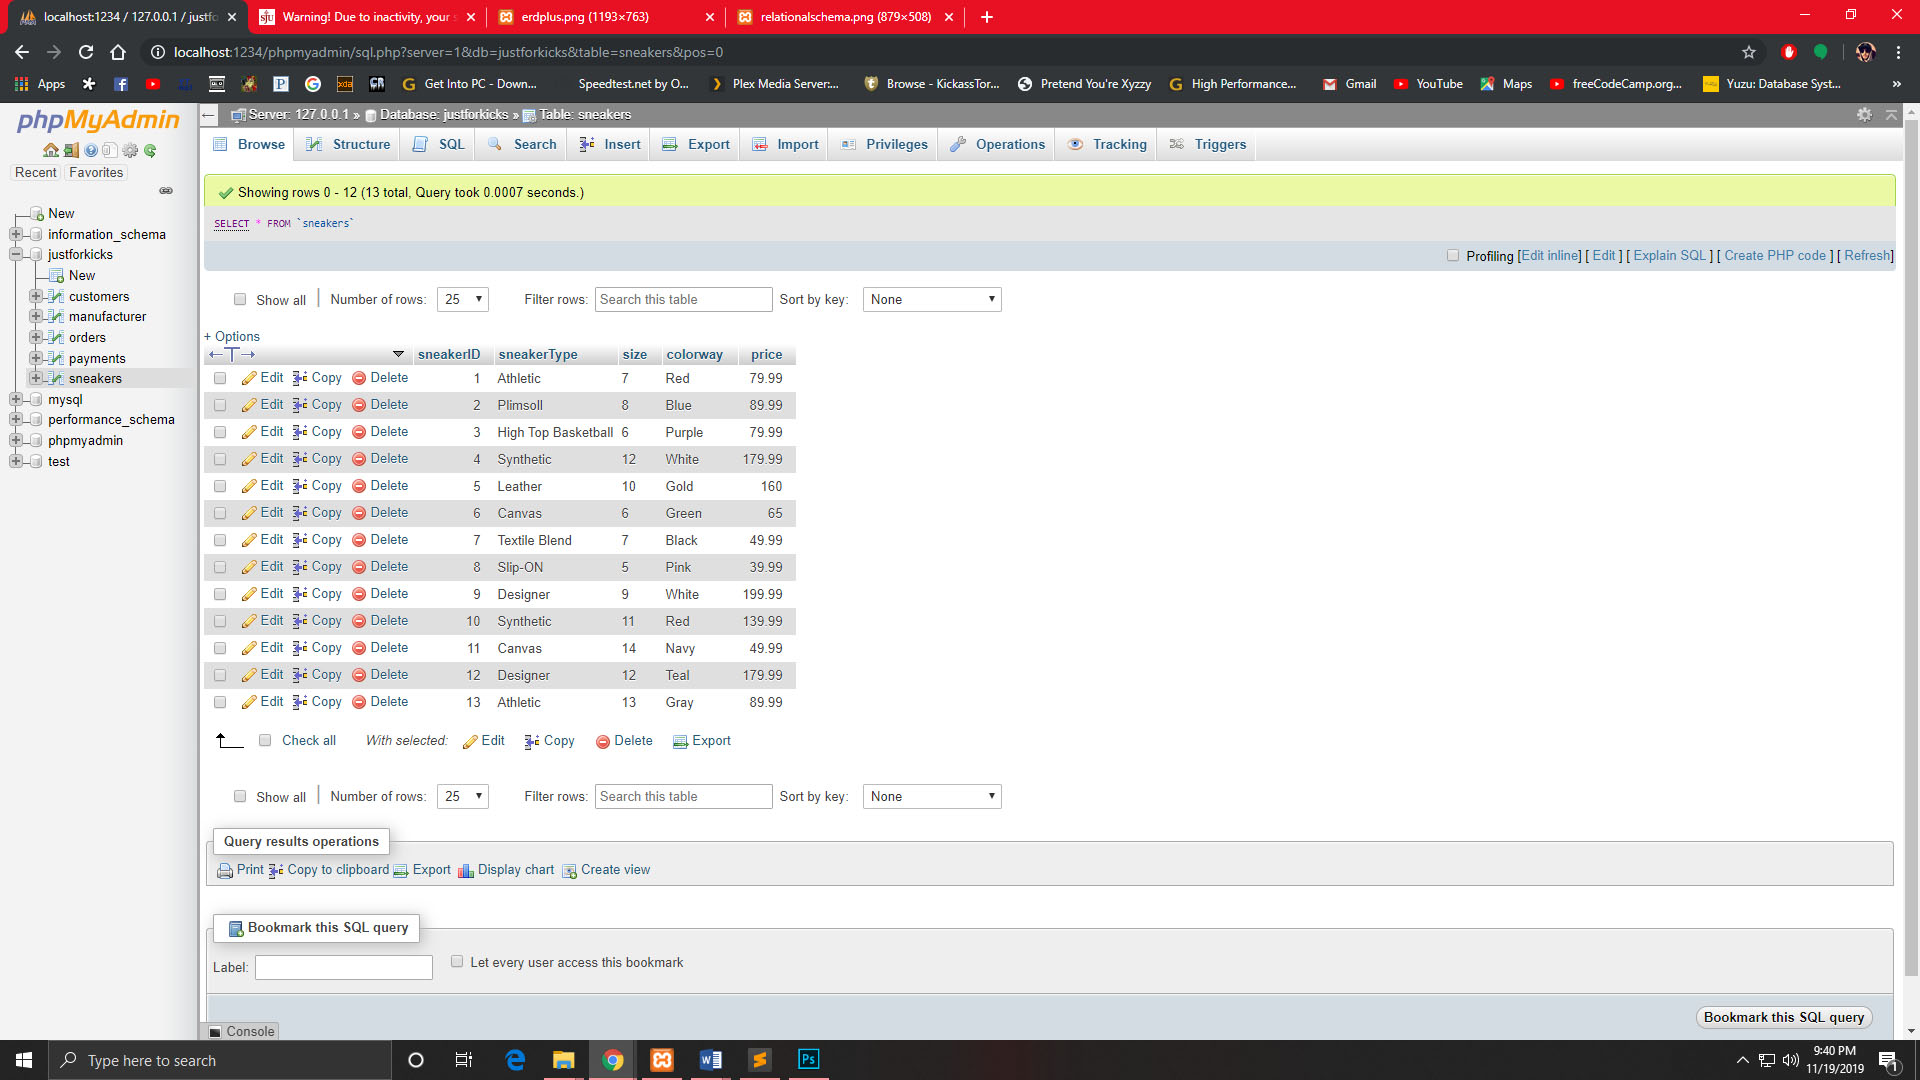 localhost:1234 / 127.0.0.1 / justfo
SJU Warning! Due to inactivity, your s
erdplus.png (1193×763)
relationalschema.png (879×508)
localhost:1234/phpmyadmin/sql.php?server=1&db=justforkicks&table=sneakers&pos=0
Apps Get Into PC - Down... Speedtest.net by O... Plex Media Server:... Browse - KickassTor... Pretend You're Xyzzy High Performance... Gmail YouTube Maps freeCodeCamp.org... Yuzu: Database Syst... »
phpMyAdmin
Recent Favorites
New
information_schema
justforkicks
New
customers
manufacturer
orders
payments
sneakers
mysql
performance_schema
phpmyadmin
test
Server: 127.0.0.1 » Database: justforkicks » Table: sneakers
Browse Structure SQL Search Insert Export Import Privileges Operations Tracking Triggers
Showing rows 0 - 12 (13 total, Query took 0.0007 seconds.)
SELECT * FROM `sneakers`
Profiling [Edit inline] [ Edit ] [ Explain SQL ] [ Create PHP code ] [ Refresh]
Show all Number of rows: 25 Filter rows: Search this table Sort by key: None
+ Options
←T→ sneakerID sneakerType size colorway price
Edit Copy Delete 1 Athletic 7 Red 79.99
Edit Copy Delete 2 Plimsoll 8 Blue 89.99
Edit Copy Delete 3 High Top Basketball 6 Purple 79.99
Edit Copy Delete 4 Synthetic 12 White 179.99
Edit Copy Delete 5 Leather 10 Gold 160
Edit Copy Delete 6 Canvas 6 Green 65
Edit Copy Delete 7 Textile Blend 7 Black 49.99
Edit Copy Delete 8 Slip-ON 5 Pink 39.99
Edit Copy Delete 9 Designer 9 White 199.99
Edit Copy Delete 10 Synthetic 11 Red 139.99
Edit Copy Delete 11 Canvas 14 Navy 49.99
Edit Copy Delete 12 Designer 12 Teal 179.99
Edit Copy Delete 13 Athletic 13 Gray 89.99
Check all With selected: Edit Copy Delete Export
Show all Number of rows: 25 Filter rows: Search this table Sort by key: None
Query results operations
Print Copy to clipboard Export Display chart Create view
Bookmark this SQL query
Label: Let every user access this bookmark
Bookmark this SQL query
Console
Type here to search
Ps
9:40 PM
11/19/2019
1